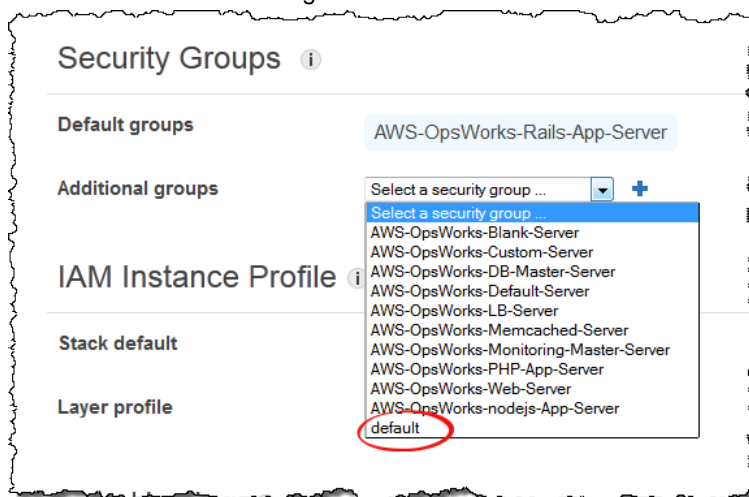 Security Groups i
Default groups
AWS-OpsWorks-Rails-App-Server
Additional groups
Select a security group ...
Select a security group ...
AWS-OpsWorks-Blank-Server
AWS-OpsWorks-Custom-Server
AWS-OpsWorks-DB-Master-Server
AWS-OpsWorks-Default-Server
AWS-OpsWorks-LB-Server
AWS-OpsWorks-Memcached-Server
AWS-OpsWorks-Monitoring-Master-Server
AWS-OpsWorks-PHP-App-Server
AWS-OpsWorks-Web-Server
AWS-OpsWorks-nodejs-App-Server
default
IAM Instance Profile i
Stack default
Layer profile